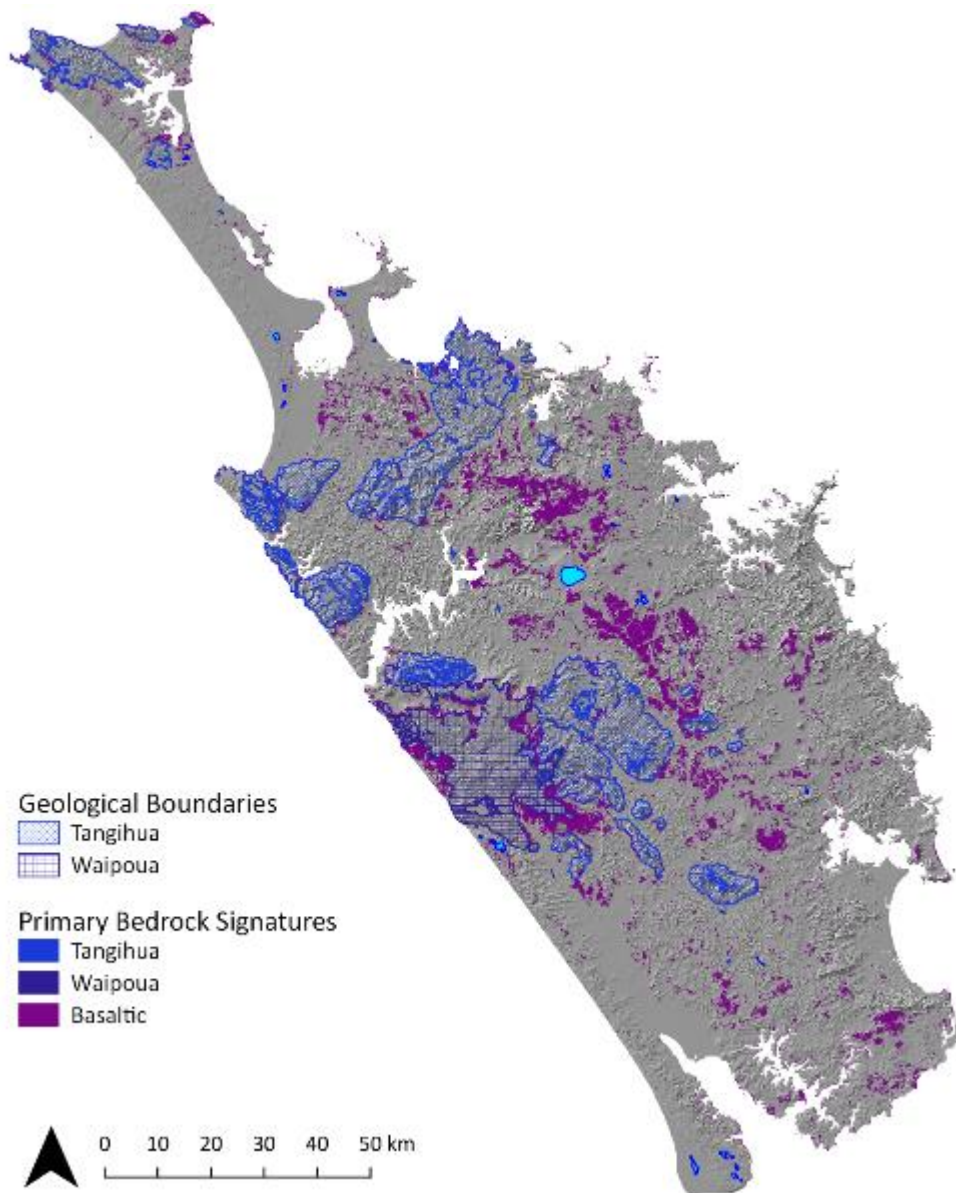 Geological Boundaries
Tangihua
Waipoua
Primary Bedrock Signatures
Tangihua
Waipoua
Basaltic
0 10 20 30 40 50 km